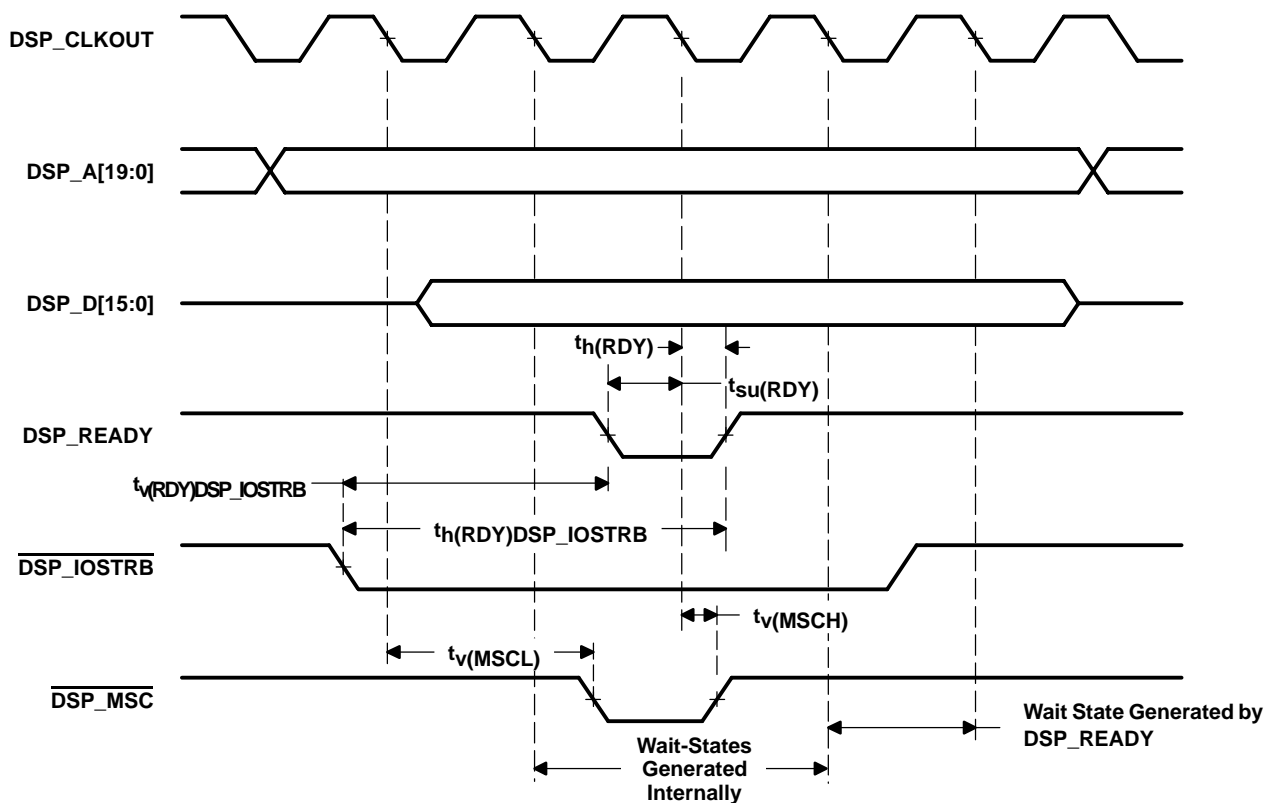 DSP_CLKOUT
DSP_A[19:0]
DSP_D[15:0]
th(RDY)
tsu(RDY)
DSP_READY
tv(RDY)DSP_IOSTRB
th(RDY)DSP_IOSTRB
DSP_IOSTRB
tv(MSCH)
tv(MSCL)
DSP_MSC
Wait State Generated by
DSP_READY
Wait-States
Generated
Internally